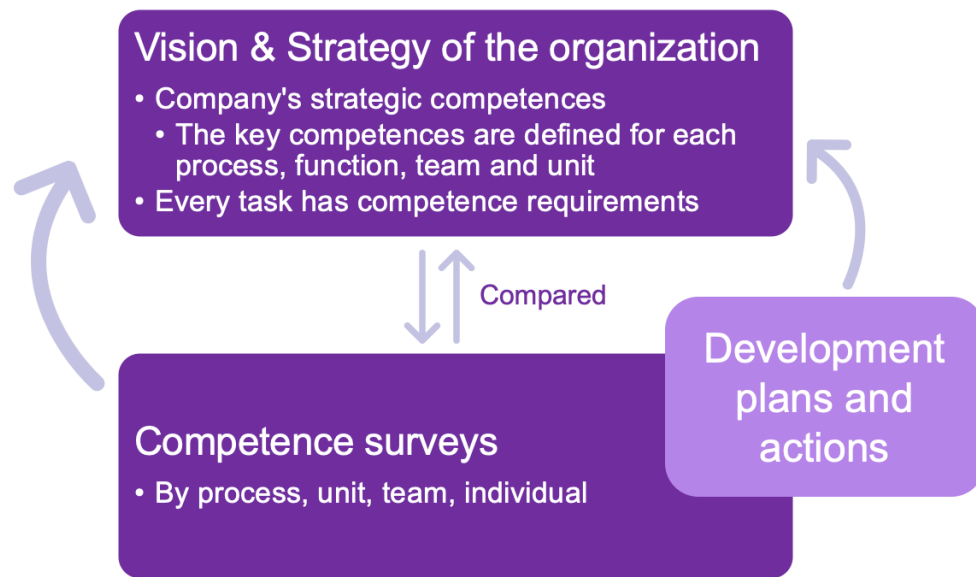 Vision & Strategy of the organization
• Company's strategic competences
• The key competences are defined for each
process, function, team and unit
• Every task has competence requirements
Compared
Development
plans and
actions
Competence surveys
• By process, unit, team, individual